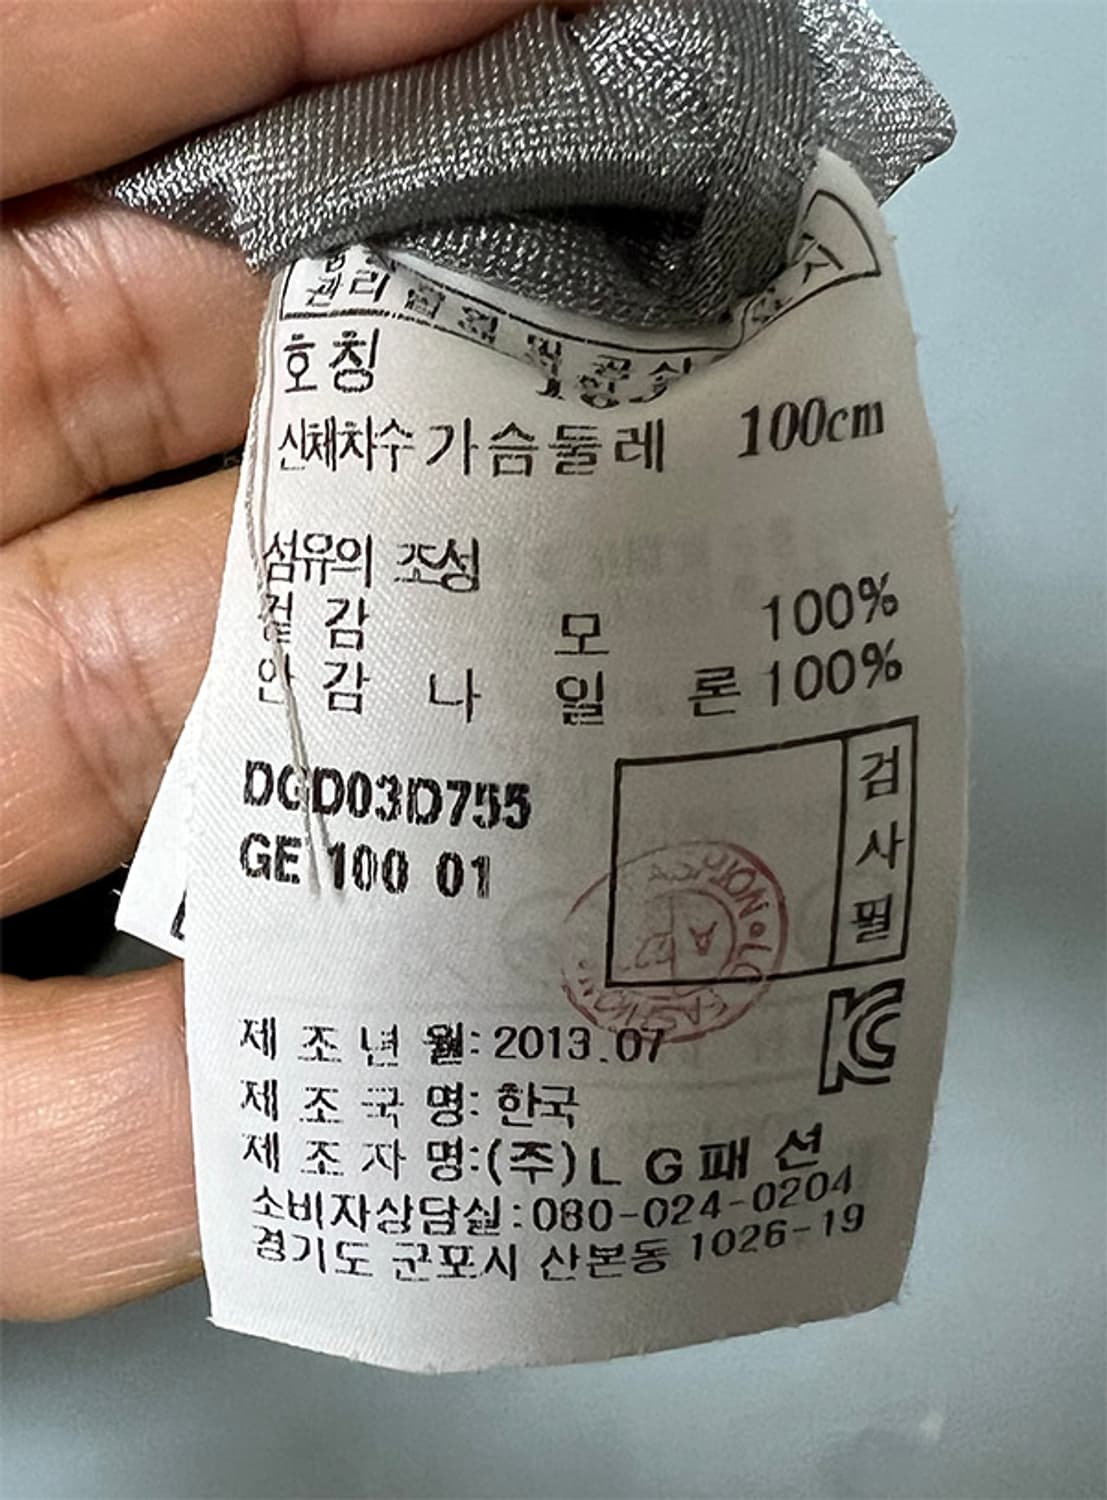 관리
호칭
신체치수 가슴둘레 100cm
섬유의 조성
겉감 모 100%
안감 나일론 100%
DGD03D755
GE 100 01
검사필
제조년월: 2013.07
제조국명: 한국
제조자명:(주)LG패션
소비자상담실:080-024-0204
경기도 군포시 산본동 1026-19